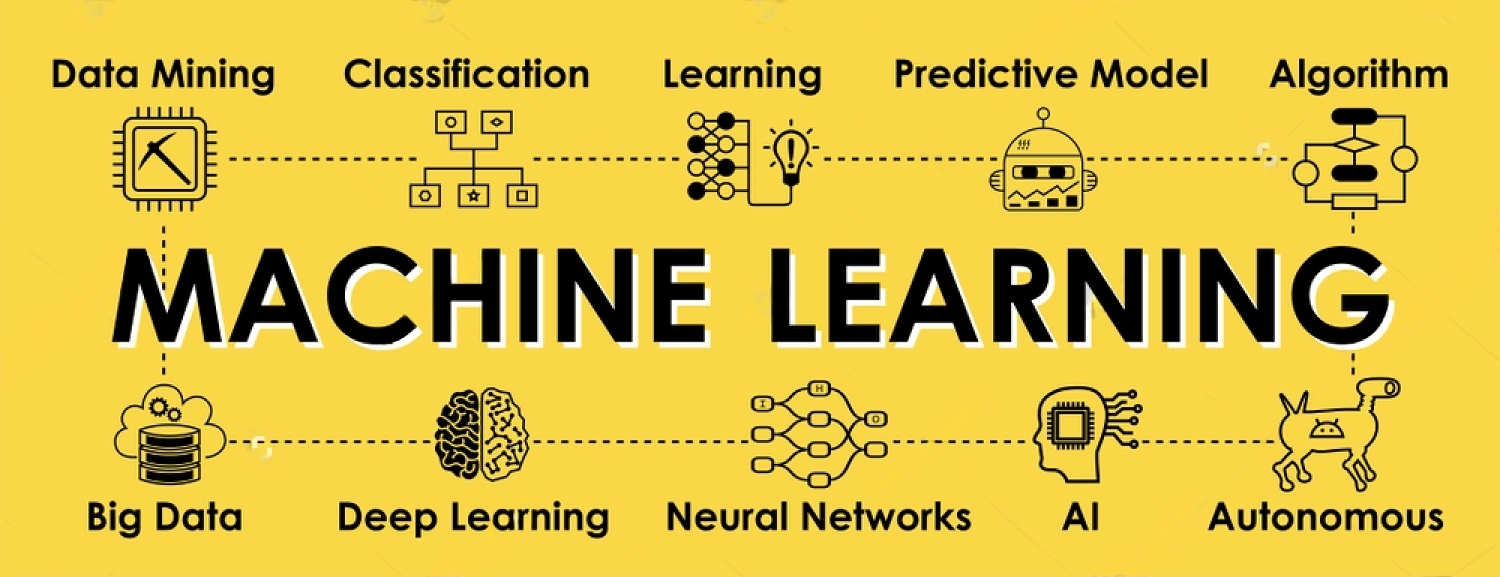 Data Mining Classification Learning Predictive Model Algorithm
MACHINE LEARNING
I H O
Big Data Deep Learning Neural Networks AI Autonomous